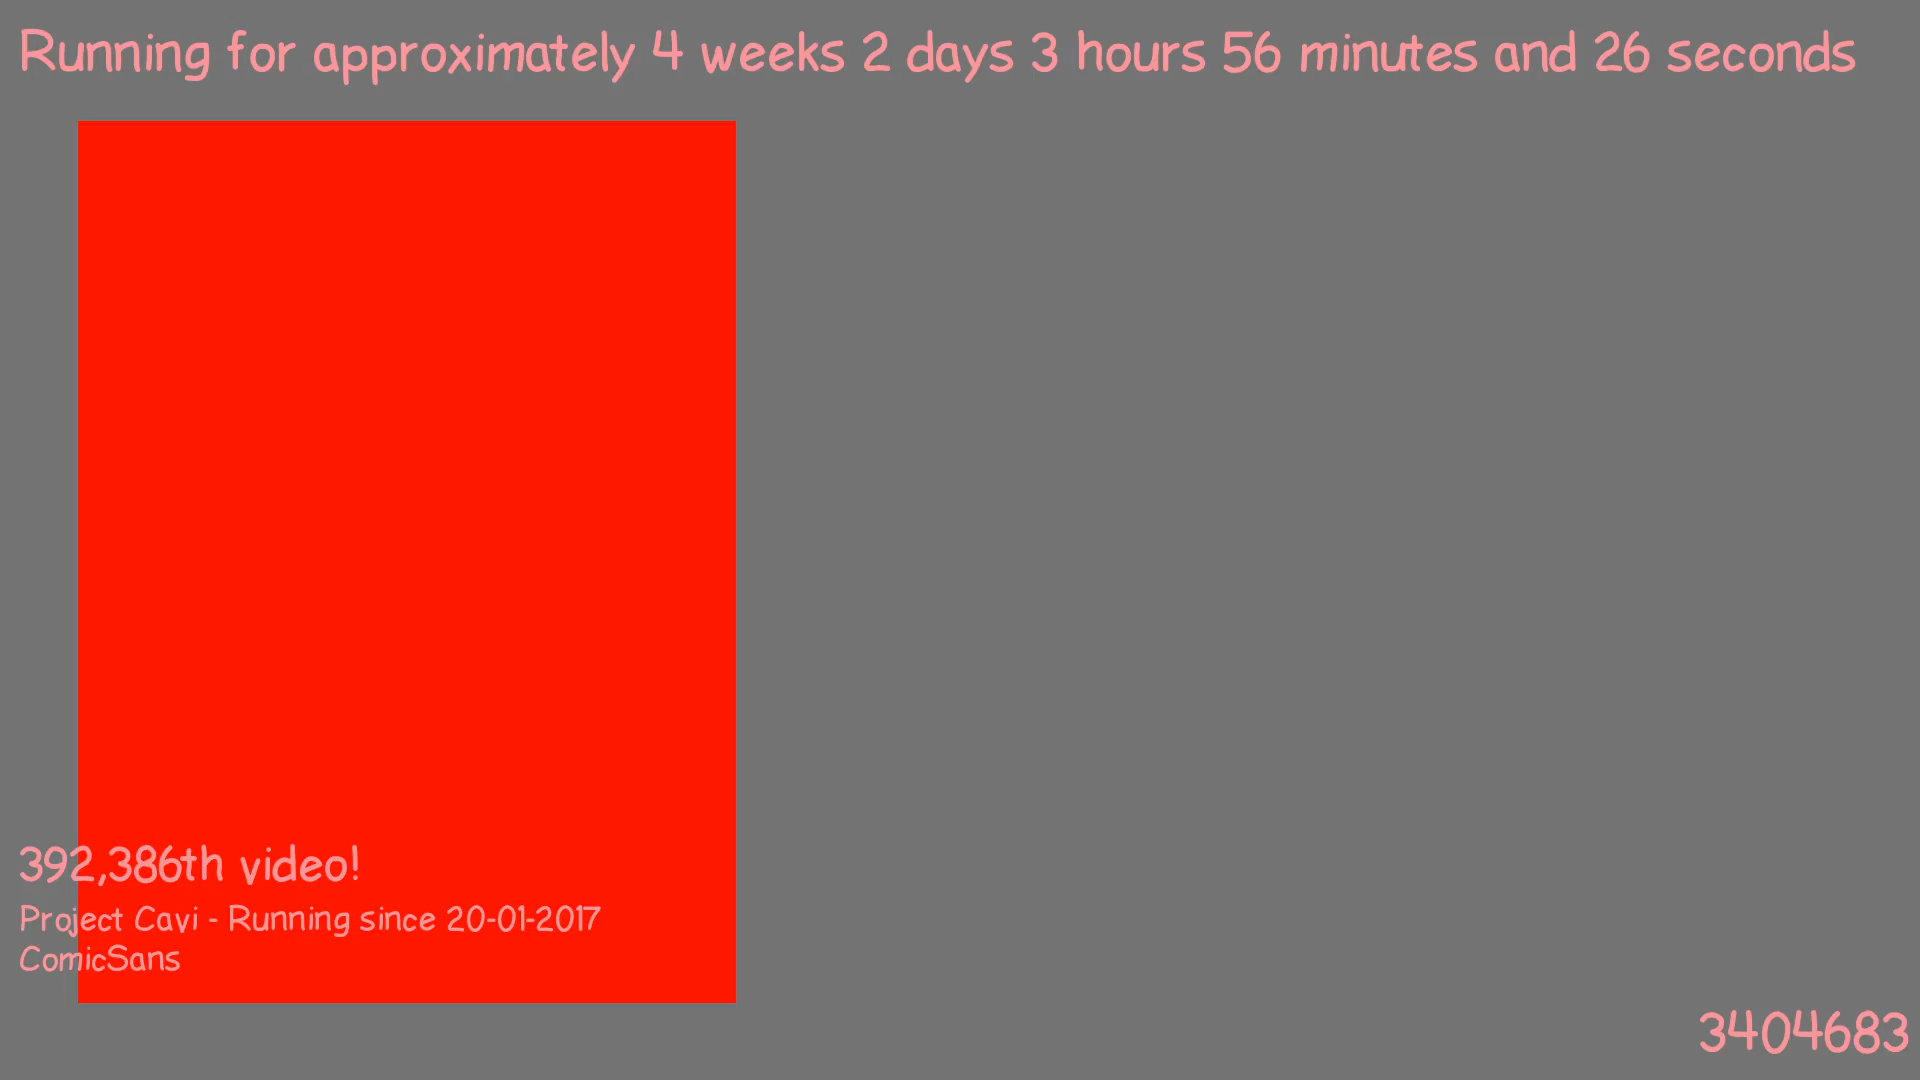 Running for approximately 4 weeks 2 days 3 hours 56 minutes and 26 seconds
392,386th video!
Project Cavi - Running since 20-01-2017
ComicSans
3404683